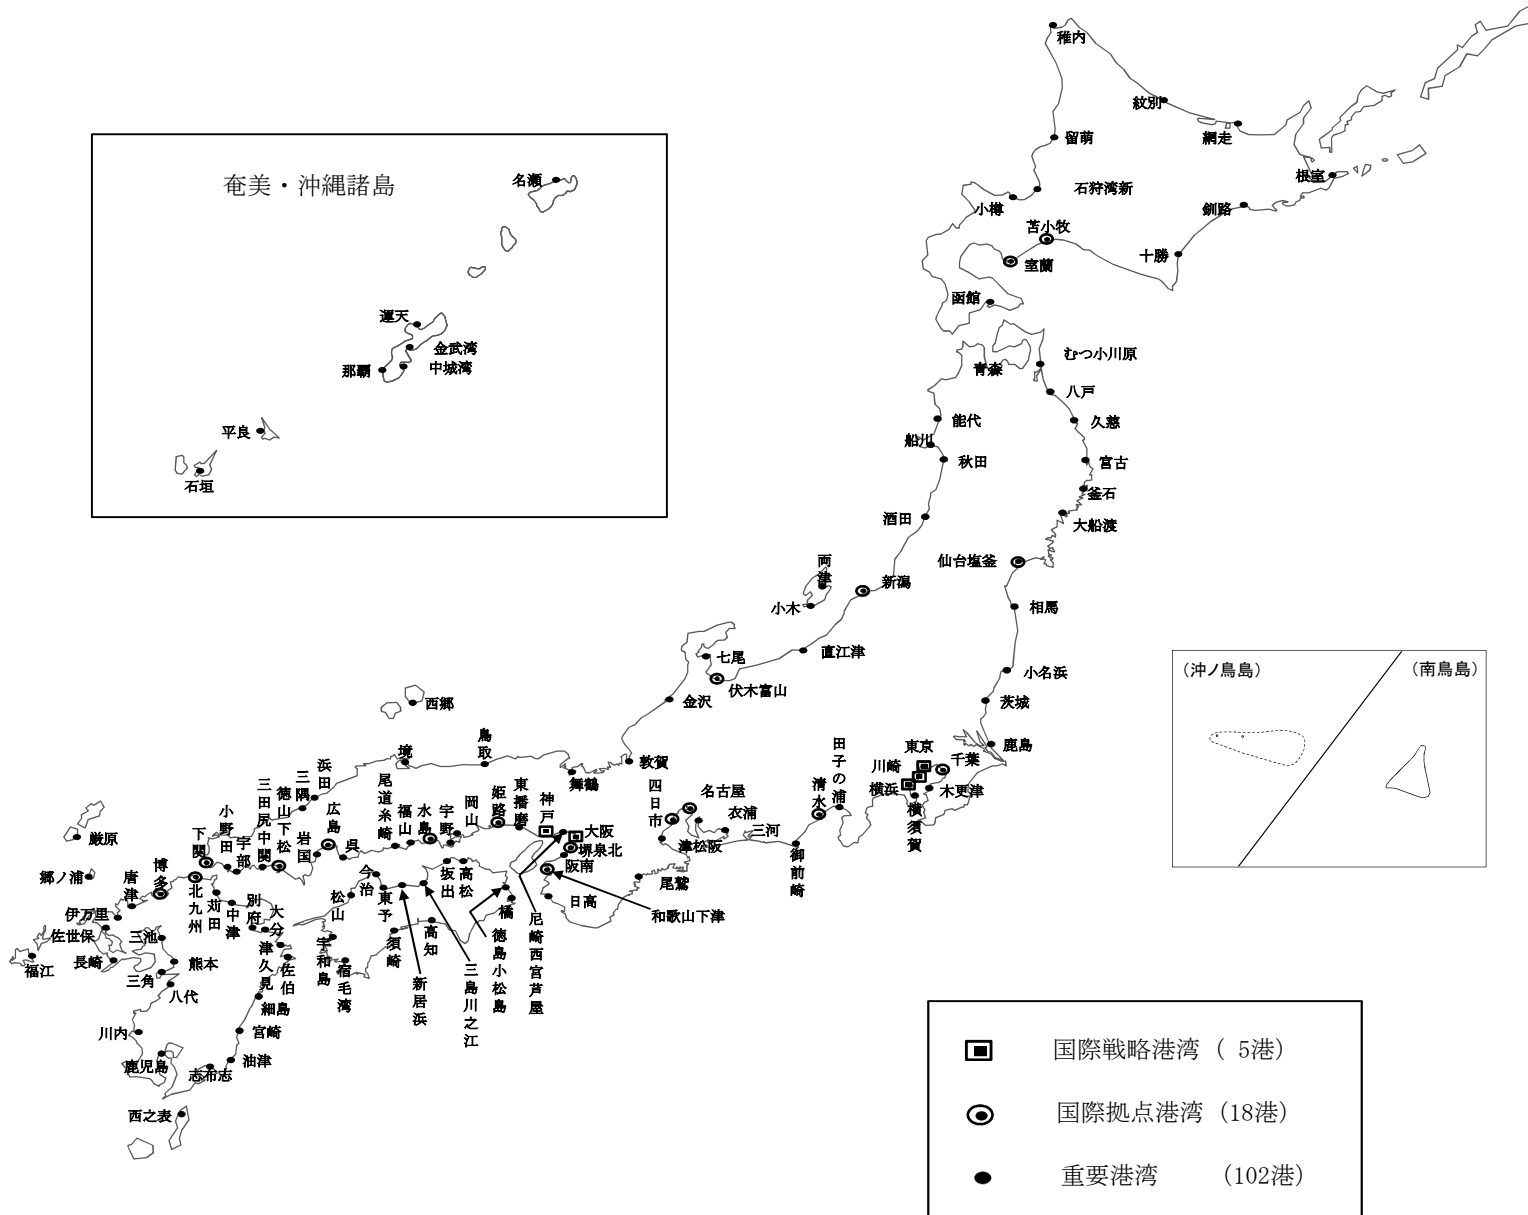 稚内
紋別
網走
留萌
根室
石狩湾新
小樽
釧路
苫小牧
十勝
室蘭
函館
奄美・沖縄諸島
名瀬
運天
金武湾
那覇
中城湾
平良
石垣
むつ小川原
青森
八戸
能代
久慈
船川
秋田
宮古
釜石
酒田
大船渡
仙台塩釜
両津
新潟
小木
相馬
直江津
七尾
伏木富山
小名浜
金沢
茨城
西郷
鹿島
(沖ノ鳥島)
(南鳥島)
東京
千葉
川崎
横浜
木更津
横須賀
田子の浦
清水
御前崎
三河
衣浦
名古屋
四日市
津松阪
尾鷲
敦賀
舞鶴
鳥取
境
浜田
三隅
神戸
大阪
堺泉北
阪南
日高
和歌山下津
尼崎西宮芦屋
東播磨
姫路
岡山
宇野
水島
福山
尾道糸崎
呉
広島
岩国
徳山下松
三田尻中関
宇部
小野田
下関
徳島小松島
橘
高松
坂出
三島川之江
新居浜
東予
今治
松山
高知
須崎
宿毛湾
宇和島
厳原
郷ノ浦
博多
唐津
伊万里
佐世保
長崎
福江
北九州
苅田
中津
別府
大分
津久見
佐伯
細島
宮崎
油津
志布志
三池
熊本
三角
八代
川内
鹿児島
西之表
国際戦略港湾( 5港)
国際拠点港湾(18港)
重要港湾 (102港)